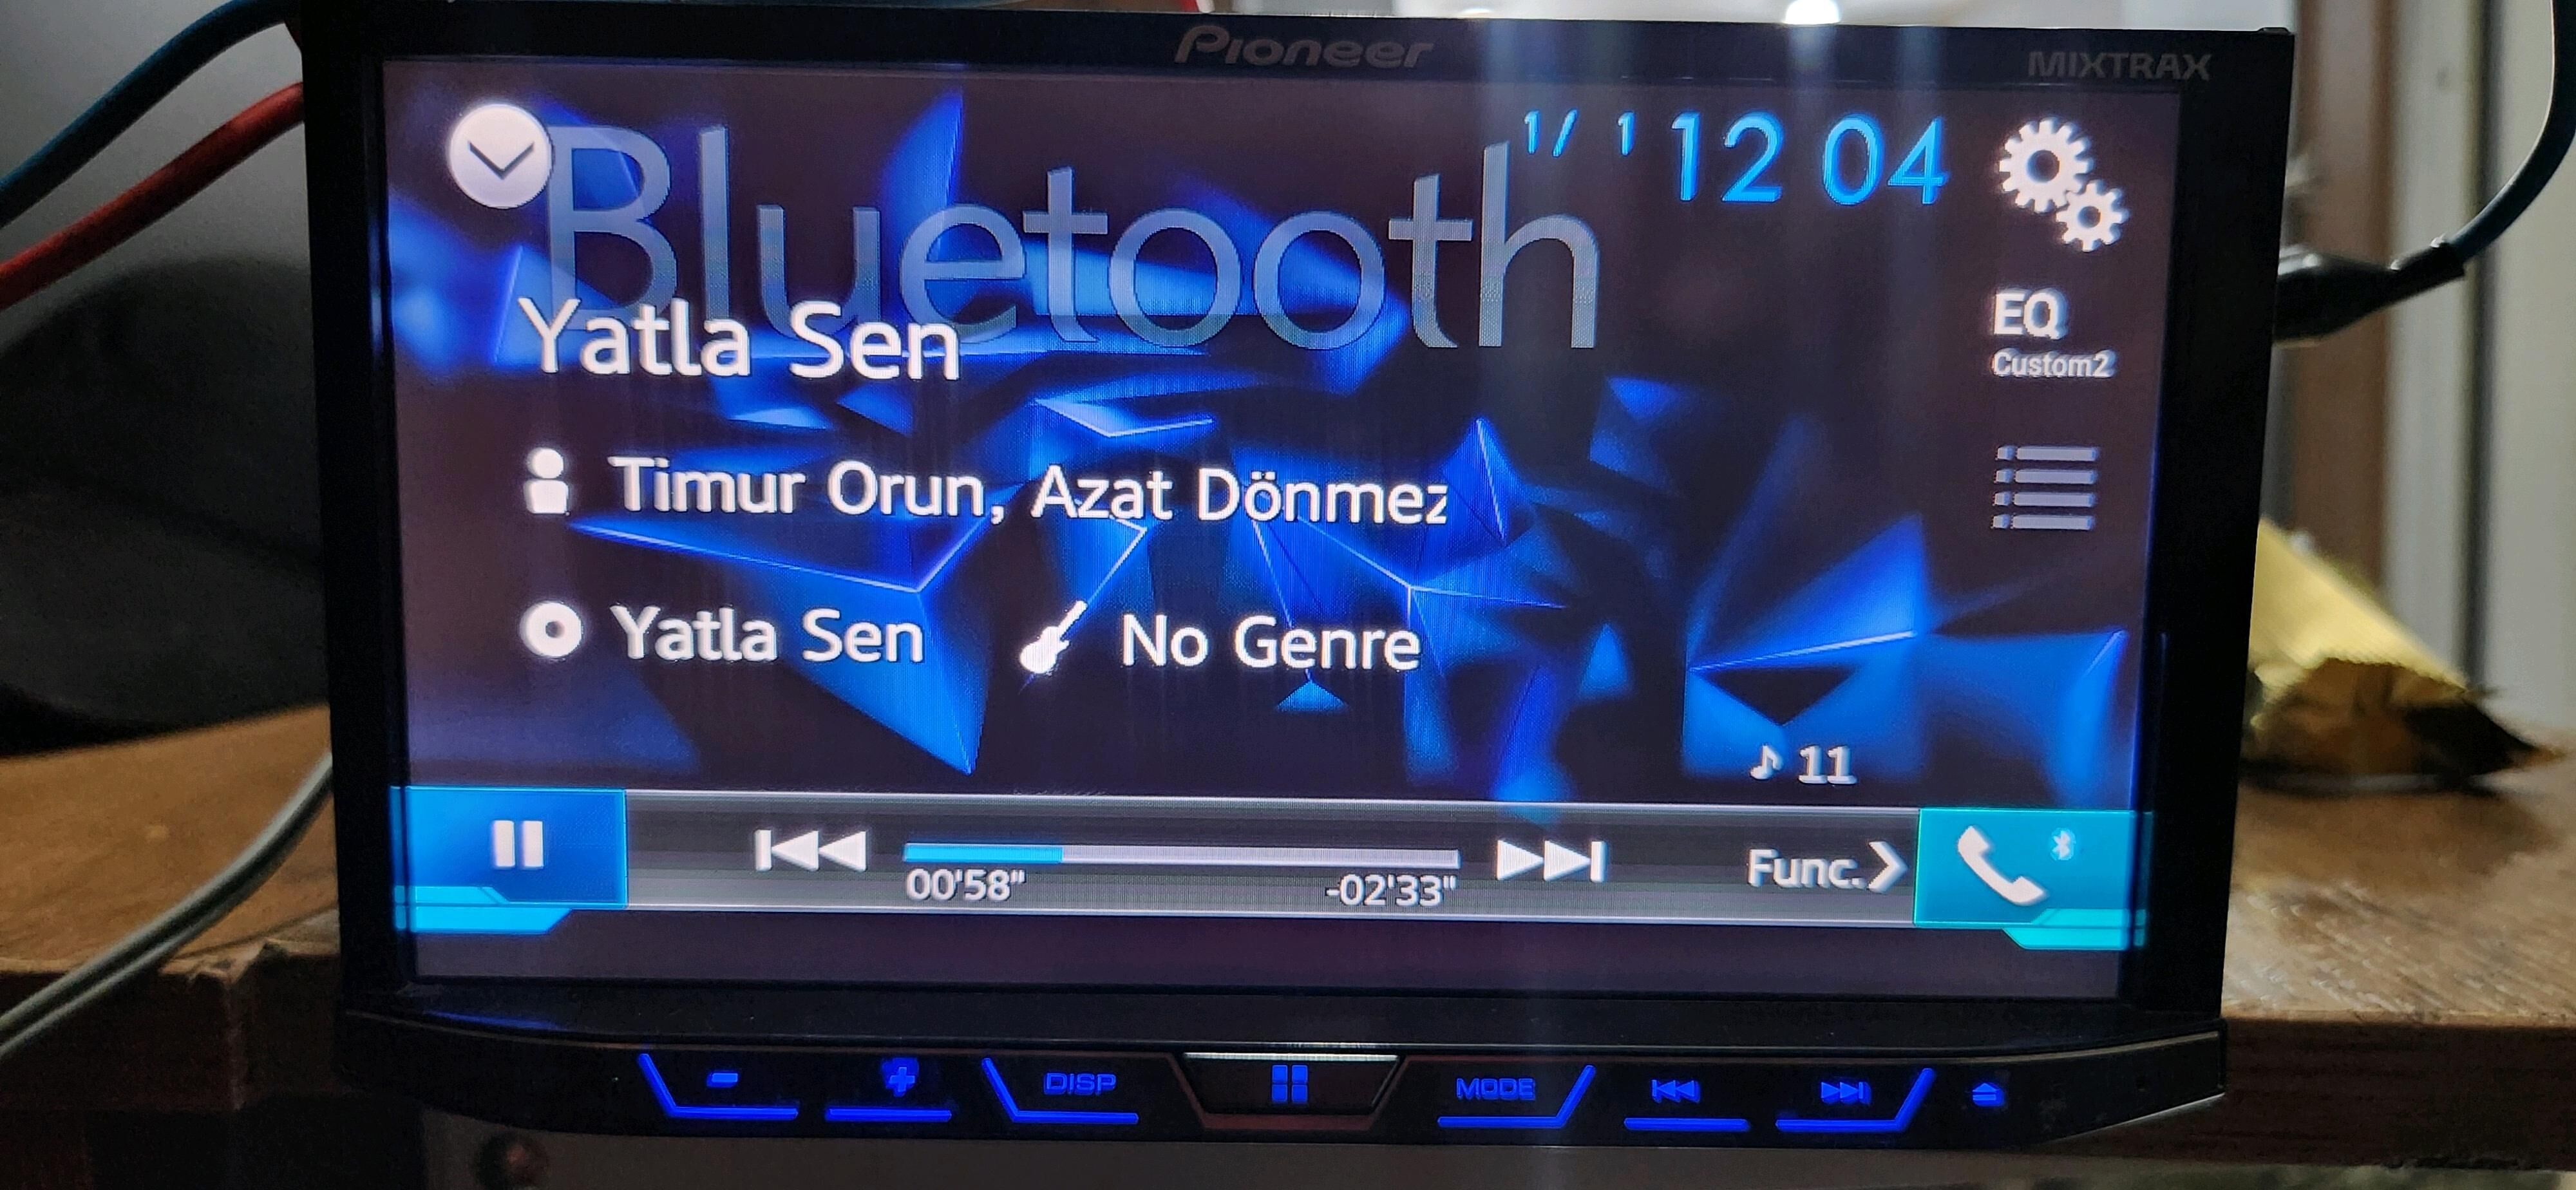 Pioneer
MIXTRAX
Bluetooth
1/ 1 12 04
Yatla Sen
EQ
Custom2
Timur Orun, Azat Dönmez
Yatla Sen No Genre
♪ 11
00'58" -02'33" Func.
DISP MODE